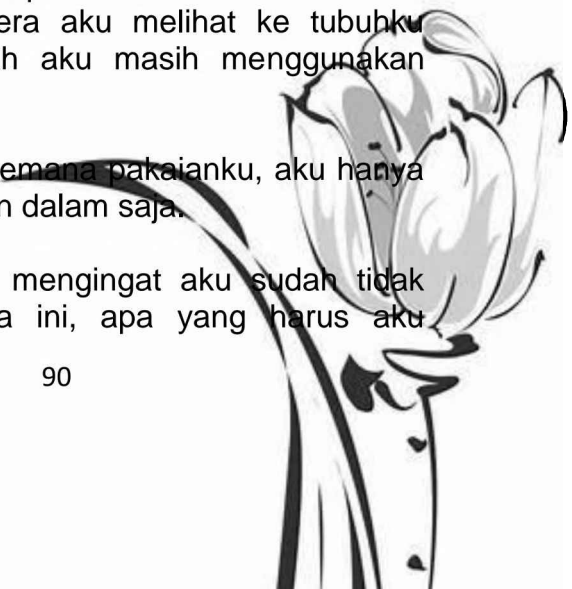 era aku melihat ke tubuhku
h aku masih menggunakan
emana pakaianku, aku hanya
n dalam saja.
mengingat aku sudah tidak
a ini, apa yang harus aku
90